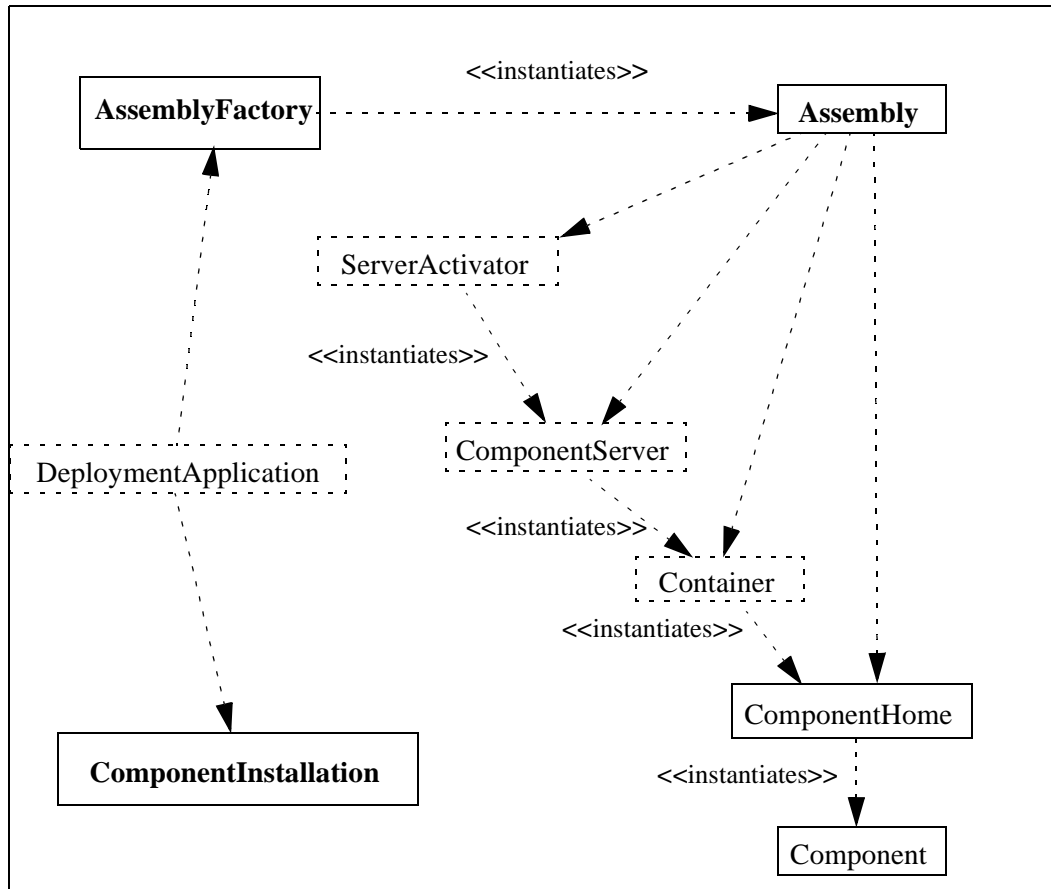 <<instantiates>>
AssemblyFactory
Assembly
ServerActivator
<<instantiates>>
ComponentServer
DeploymentApplication
<<instantiates>>
Container
<<instantiates>>
ComponentHome
ComponentInstallation
<<instantiates>>
Component